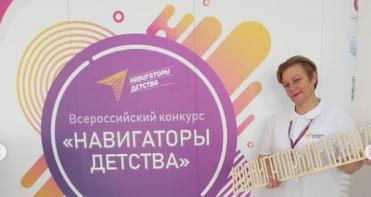 НАВИГАТОРЫ
ДЕТСТВА
Всероссийский конкурс
«НАВИГАТОРЫ
ДЕТСТВА»